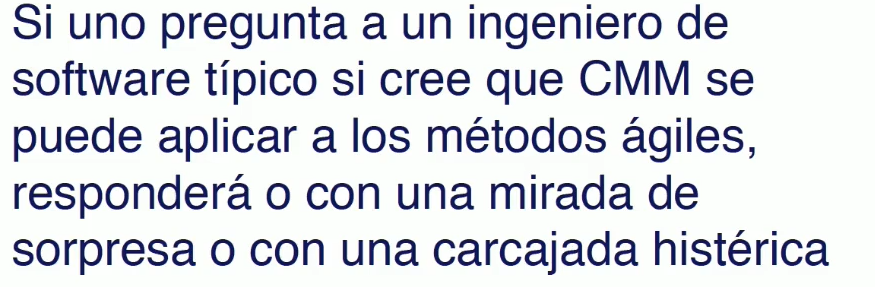 Si uno pregunta a un ingeniero de
software típico si cree que CMM se
puede aplicar a los métodos ágiles,
responderá o con una mirada de
sorpresa o con una carcajada histérica